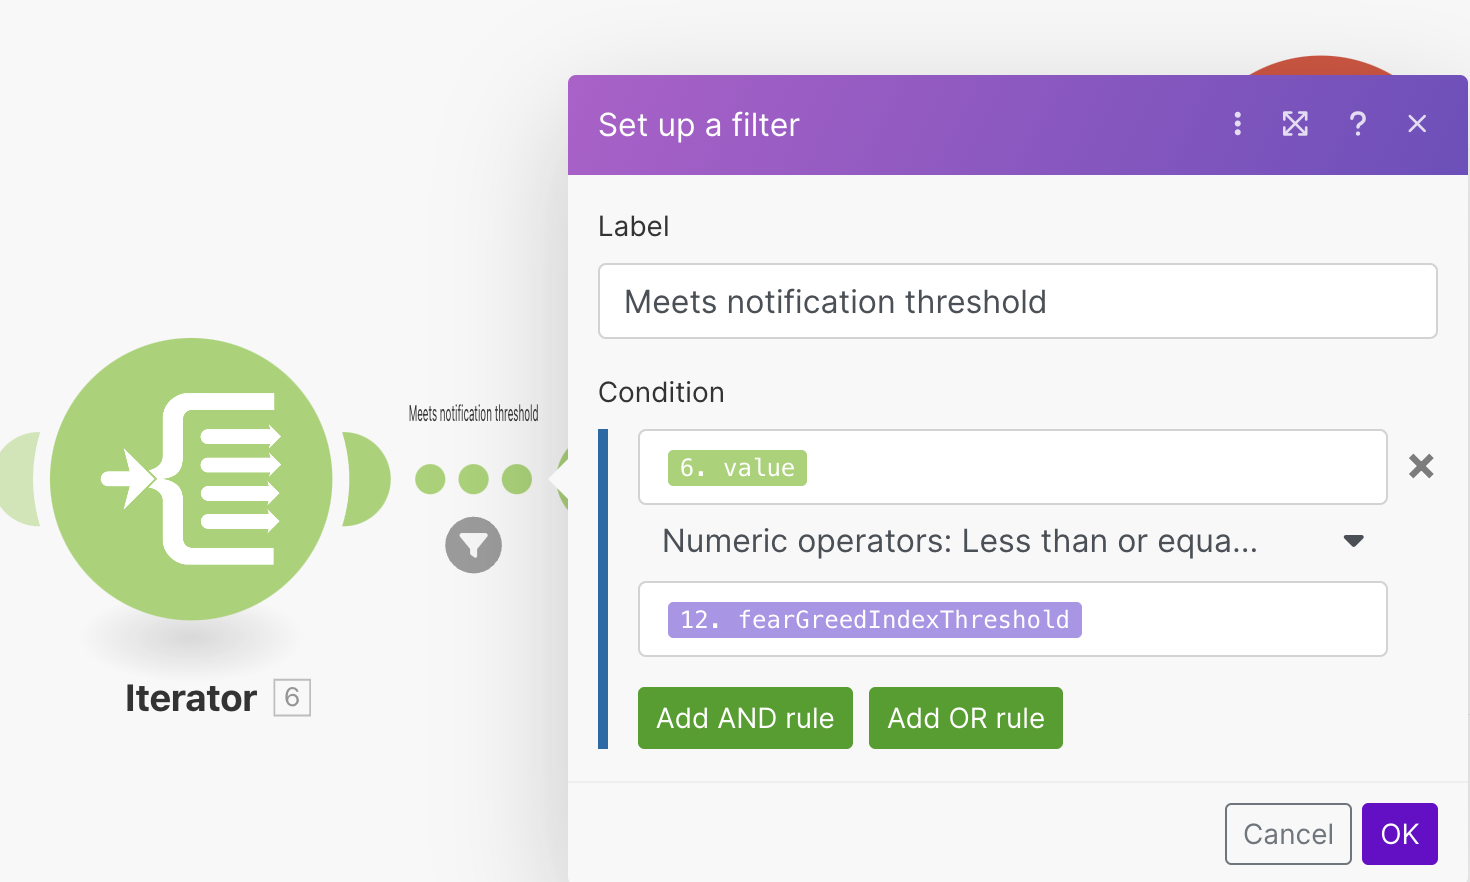 Set up a filter
Label
Meets notification threshold
Condition
Meets notification threshold
6. value
Numeric operators: Less than or equa...
12. fearGreedIndexThreshold
Iterator 6
Add AND rule Add OR rule
Cancel OK